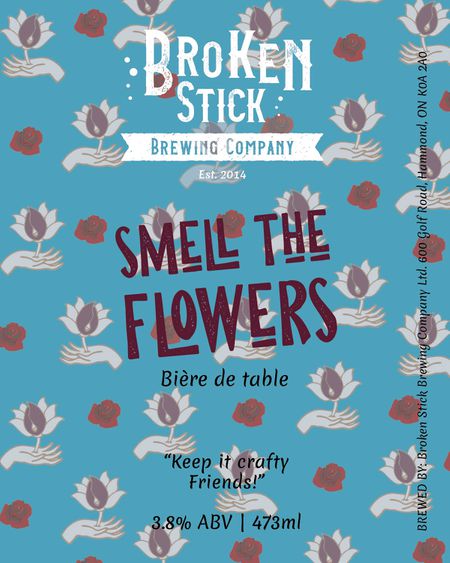 BROKEN
STICK
BREWING COMPANY
Est. 2014
SMELL THE
FLOWERS
Bière de table
“Keep it crafty
Friends!”
3.8% ABV | 473ml
BREWED BY: Broken Stick Brewing Company Ltd. 600 Golf Road, Hammond, ON K0A 2A0